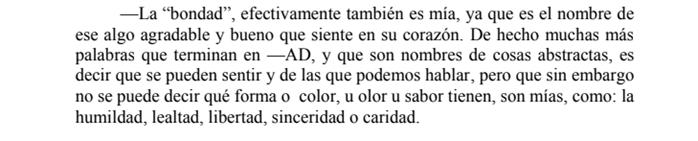 —La “bondad”, efectivamente también es mía, ya que es el nombre de
ese algo agradable y bueno que siente en su corazón. De hecho muchas más
palabras que terminan en —AD, y que son nombres de cosas abstractas, es
decir que se pueden sentir y de las que podemos hablar, pero que sin embargo
no se puede decir qué forma o color, u olor u sabor tienen, son mías, como: la
humildad, lealtad, libertad, sinceridad o caridad.